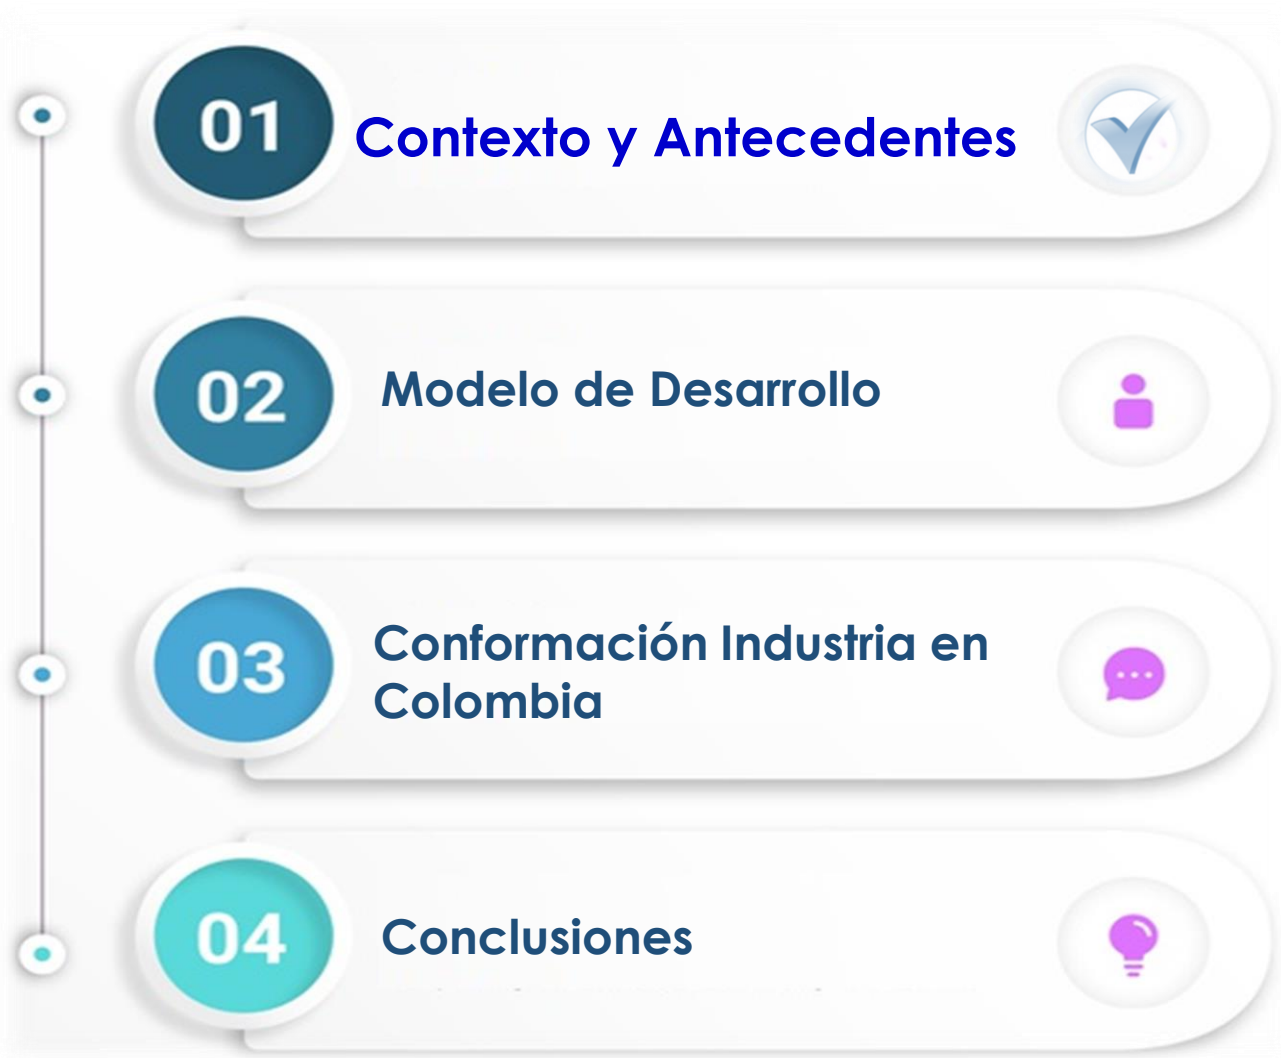 01
Contexto y Antecedentes
02
Modelo de Desarrollo
03
Conformación Industria en
Colombia
04
Conclusiones